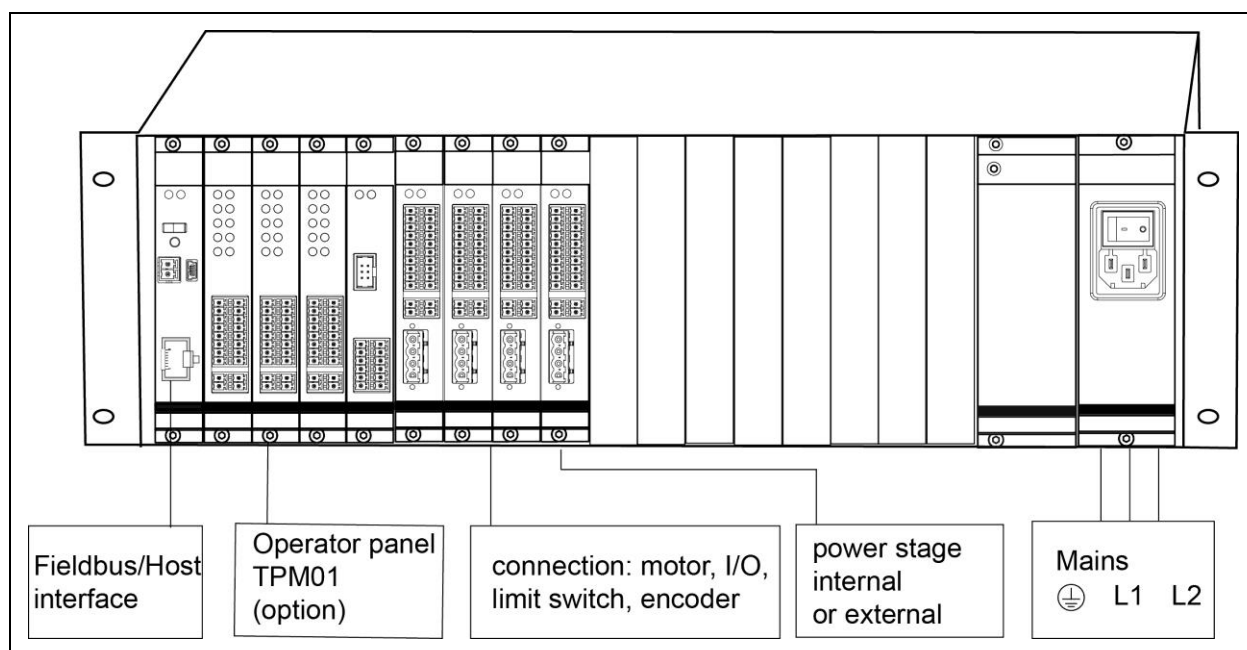 Fieldbus/Host
interface
Operator panel
TPM01
(option)
connection: motor, I/O,
limit switch, encoder
power stage
internal
or external
Mains
L1 L2